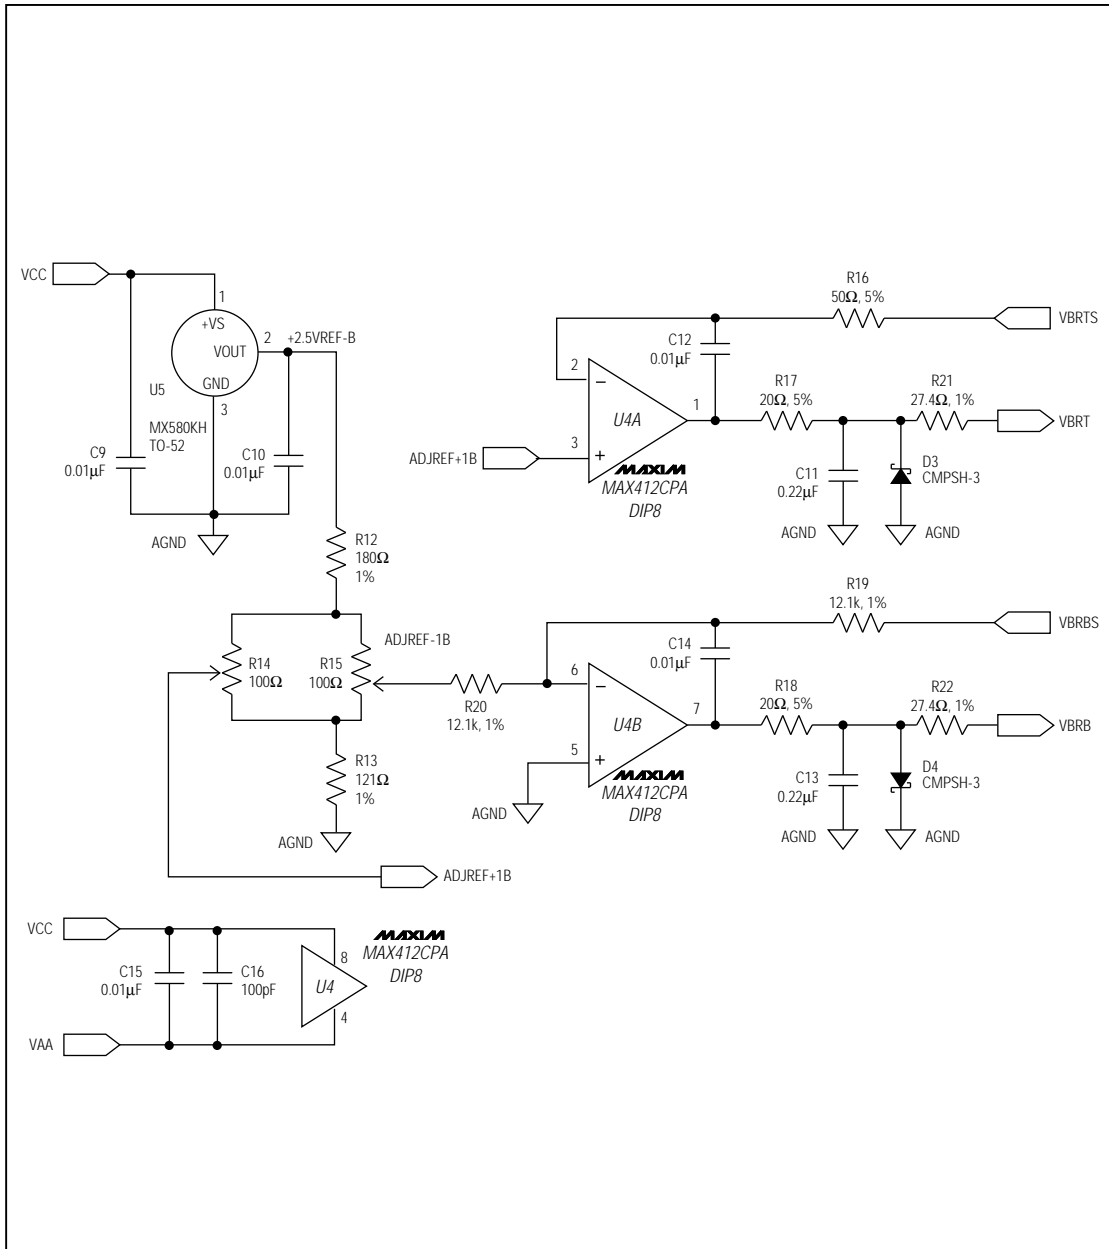 VCC
1
+VS
2
+2.5VREF-B
VOUT
GND
U5
3
MX580KH
TO-52
C9
0.01µF
C10
0.01µF
AGND
R12
180Ω
1%
ADJREF-1B
R14
100Ω
R15
100Ω
R13
121Ω
1%
AGND
ADJREF+1B
R16
50Ω, 5%
VBRTS
C12
0.01µF
2
−
U4A
1
3
+
ADJREF+1B
MAXIM
MAX412CPA
DIP8
R17
20Ω, 5%
R21
27.4Ω, 1%
VBRT
C11
0.22µF
D3
CMPSH-3
AGND
AGND
R19
12.1k, 1%
VBRBS
C14
0.01µF
R20
12.1k, 1%
6
−
U4B
7
5
+
AGND
MAXIM
MAX412CPA
DIP8
R18
20Ω, 5%
R22
27.4Ω, 1%
VBRB
C13
0.22µF
D4
CMPSH-3
AGND
AGND
VCC
C15
0.01µF
C16
100pF
8
U4
4
MAXIM
MAX412CPA
DIP8
VAA